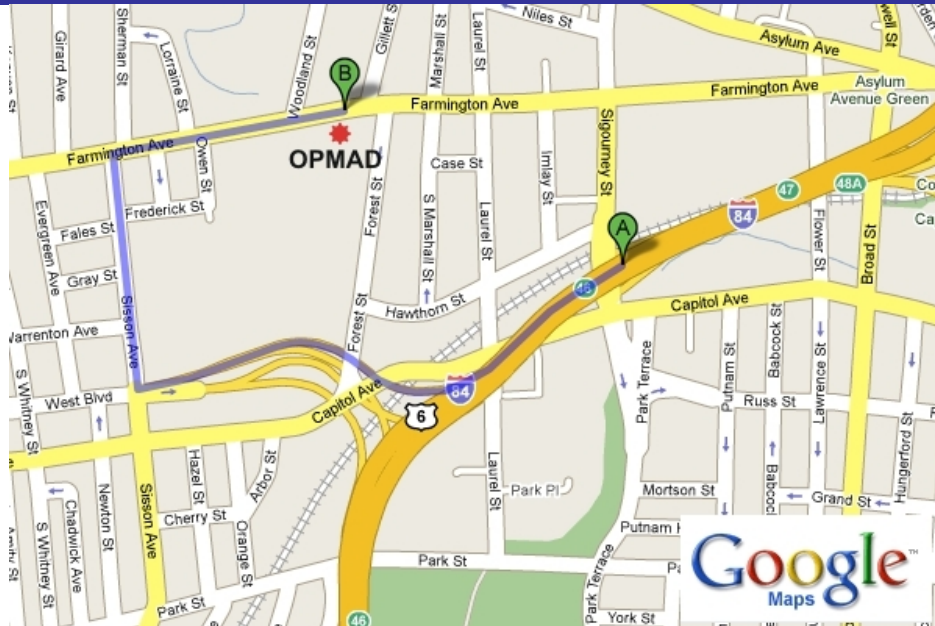 Niles St
Asylum Ave
Girard Ave
Sherman St
Lorraine St
Woodland St
Gillett St
Marshall St
Laurel St
B
Farmington Ave
Farmington Ave
Asylum
Avenue Green
OPMAD
Farmington Ave
Owen St
Case St
Imlay St
Sigourney St
47
48A
84
Frederick St
Fales St
Evergreen Ave
Forest St
S Marshall St
Laurel St
A
Flower St
Broad St
Gray St
Sisson Ave
48
Hawthorn St
Capitol Ave
Forest St
Warrenton Ave
S Whitney St
West Blvd
Capitol Ave
84
6
Park Terrace
Putnam St
Babcock St
Lawrence St
Russ St
Hungerford St
Hazel St
Arbor St
Laurel St
Park Pl
Mortson St
Grand St
Chadwick Ave
S Whitney St
Newton St
Sisson Ave
Cherry St
Orange St
Putnam H
Park St
Park St
Park Terrace
York St
46
Google™
Maps